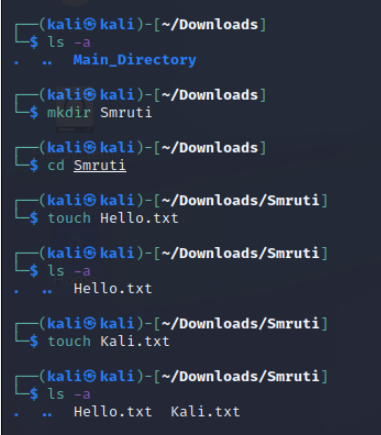 ┌──(kali㉿kali)-[~/Downloads]
└─$ ls -a
.  ..  Main_Directory
┌──(kali㉿kali)-[~/Downloads]
└─$ mkdir Smruti
┌──(kali㉿kali)-[~/Downloads]
└─$ cd Smruti
┌──(kali㉿kali)-[~/Downloads/Smruti]
└─$ touch Hello.txt
┌──(kali㉿kali)-[~/Downloads/Smruti]
└─$ ls -a
.  ..  Hello.txt
┌──(kali㉿kali)-[~/Downloads/Smruti]
└─$ touch Kali.txt
┌──(kali㉿kali)-[~/Downloads/Smruti]
└─$ ls -a
.  ..  Hello.txt  Kali.txt